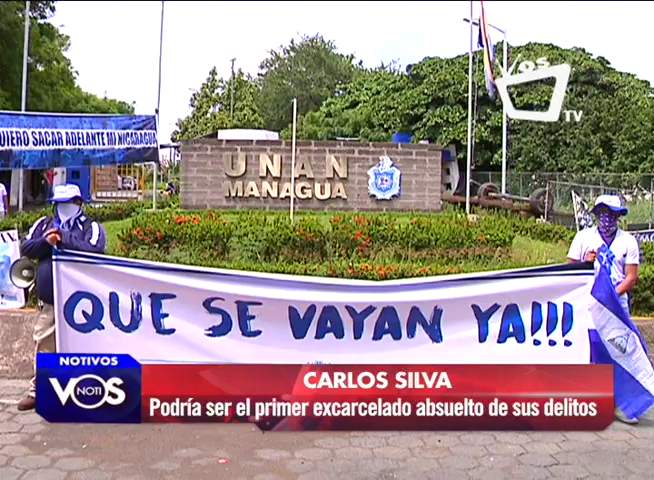 VOS
TV
UIERO SACAR ADELANTE MI NICARAGUA
UNAN
MANAGUA
QUE SE VAYAN YA!!!
NOTIVOS
VOS
NOTI
CARLOS SILVA
Podría ser el primer excarcelado absuelto de sus delitos